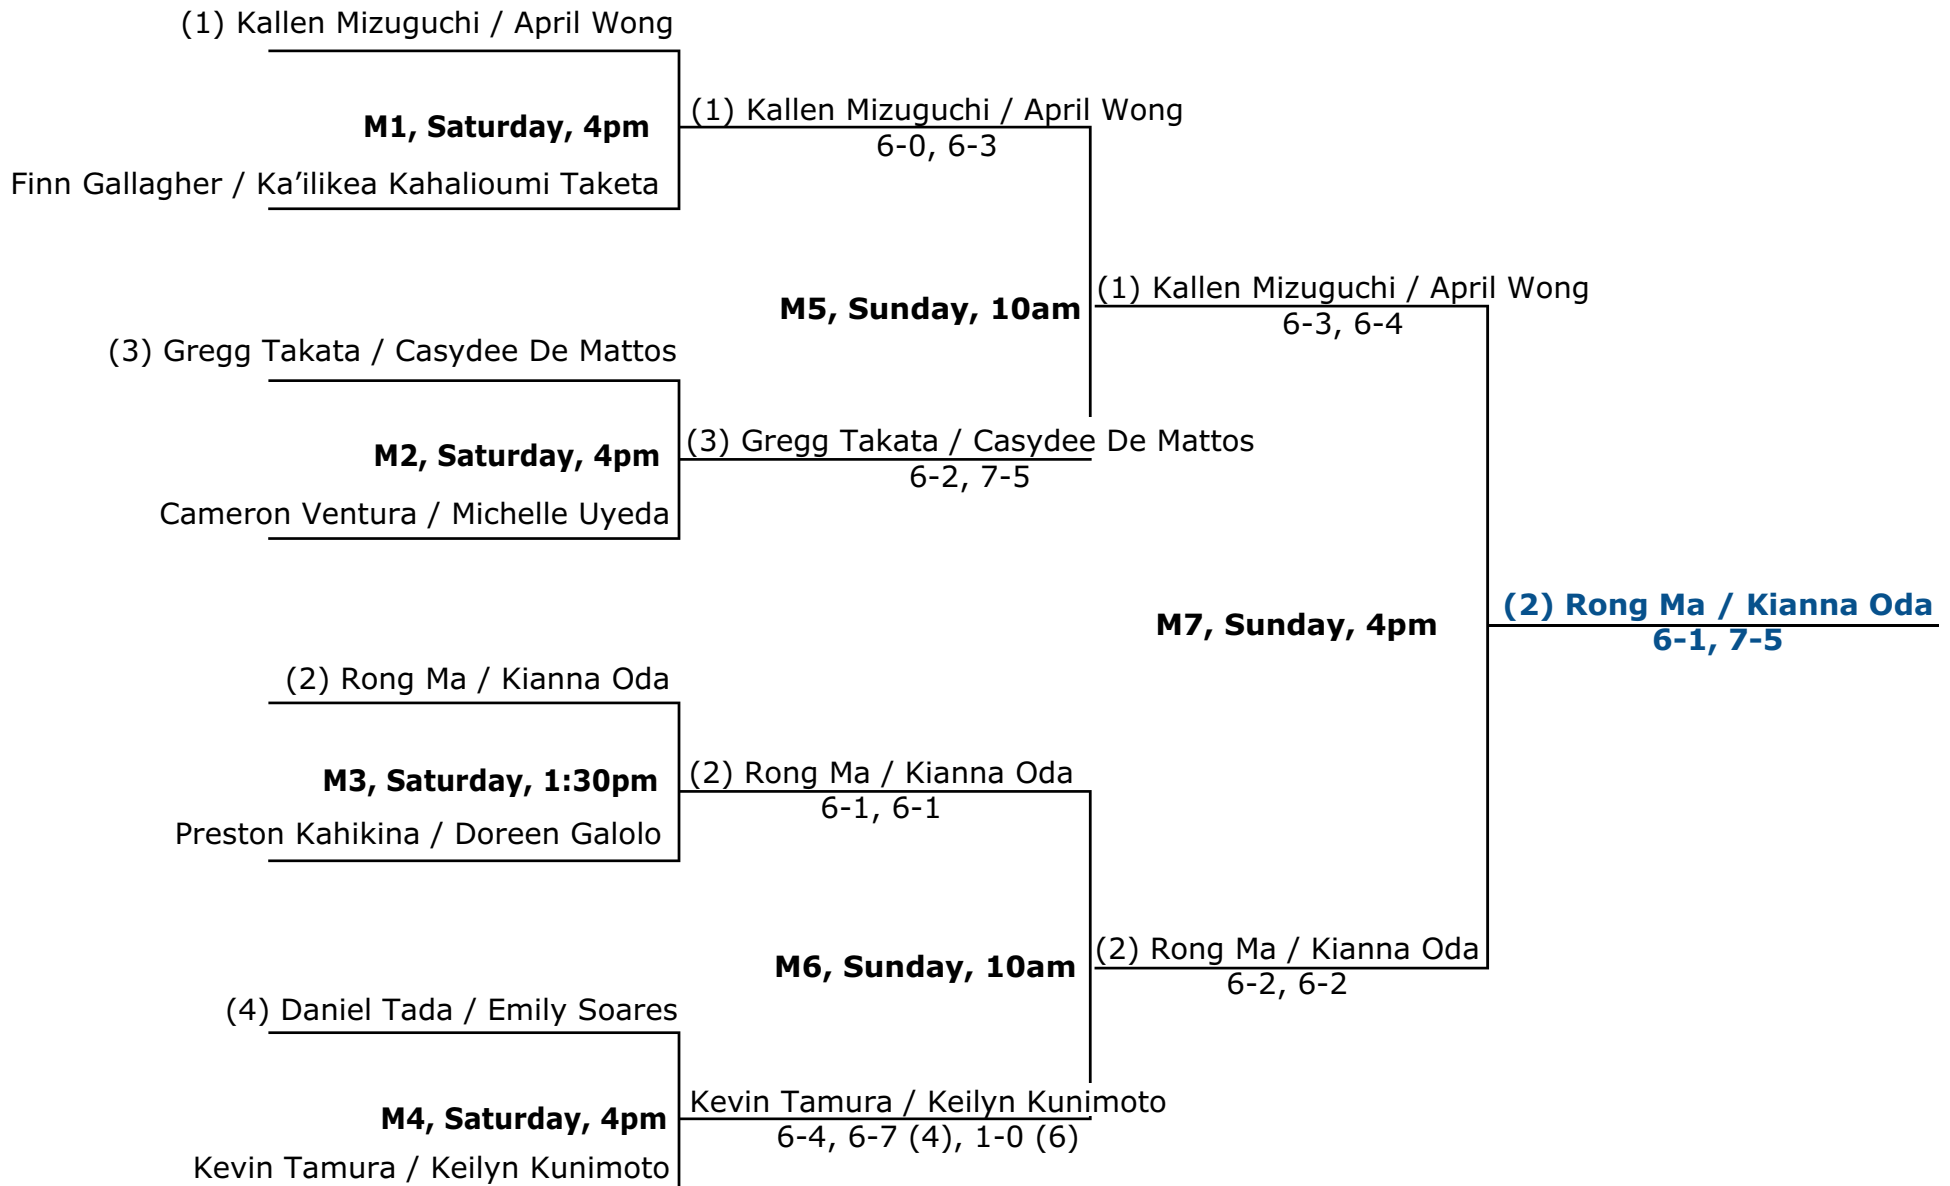 (1) Kallen Mizuguchi / April Wong
M1, Saturday, 4pm
Finn Gallagher / Ka’ilikea Kahalioumi Taketa
(1) Kallen Mizuguchi / April Wong
6-0, 6-3
(3) Gregg Takata / Casydee De Mattos
M2, Saturday, 4pm
Cameron Ventura / Michelle Uyeda
(3) Gregg Takata / Casydee De Mattos
6-2, 7-5
M5, Sunday, 10am
(1) Kallen Mizuguchi / April Wong
6-3, 6-4
(2) Rong Ma / Kianna Oda
M3, Saturday, 1:30pm
Preston Kahikina / Doreen Galolo
(2) Rong Ma / Kianna Oda
6-1, 6-1
(4) Daniel Tada / Emily Soares
M4, Saturday, 4pm
Kevin Tamura / Keilyn Kunimoto
Kevin Tamura / Keilyn Kunimoto
6-4, 6-7 (4), 1-0 (6)
M6, Sunday, 10am
(2) Rong Ma / Kianna Oda
6-2, 6-2
M7, Sunday, 4pm
(2) Rong Ma / Kianna Oda
6-1, 7-5